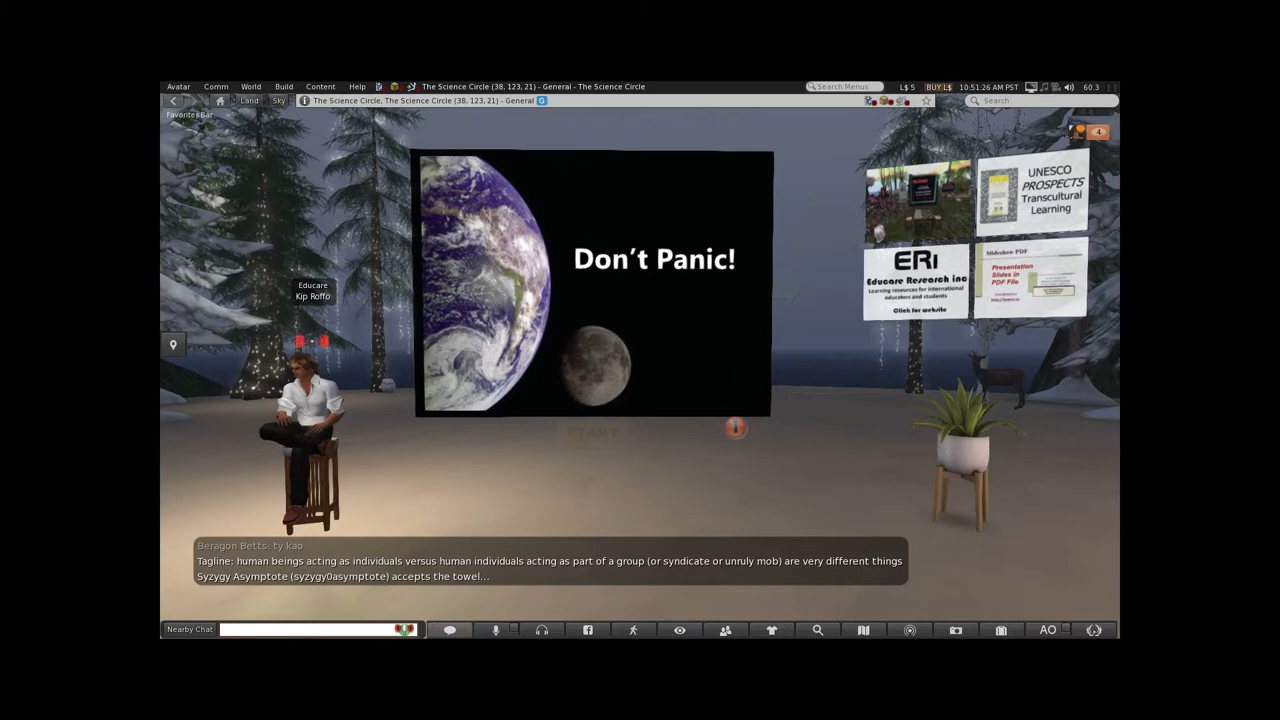 Avatar Comm World Build Content Help The Science Circle, The Science Circle (38, 123, 21) - General - The Science Circle Search Menus L$ 5 BUY L$ 10:51:26 AM PST 60.3
Land Sky The Science Circle, The Science Circle (38, 123, 21) - General G Search
Favorites Bar
4
Don't Panic!
UNESCO
PROSPECTS
Transcultural
Learning
ERi
Educare Research inc
Learning resources for international
educators and students
Click for website
Slideshow PDF
Presentation
Slides in
PDF File
Educare
Kip Roffo
START
Beragon Betts: ty kao
Tagline: human beings acting as individuals versus human individuals acting as part of a group (or syndicate or unruly mob) are very different things
Syzygy Asymptote (syzygy0asymptote) accepts the towel...
Nearby Chat AO